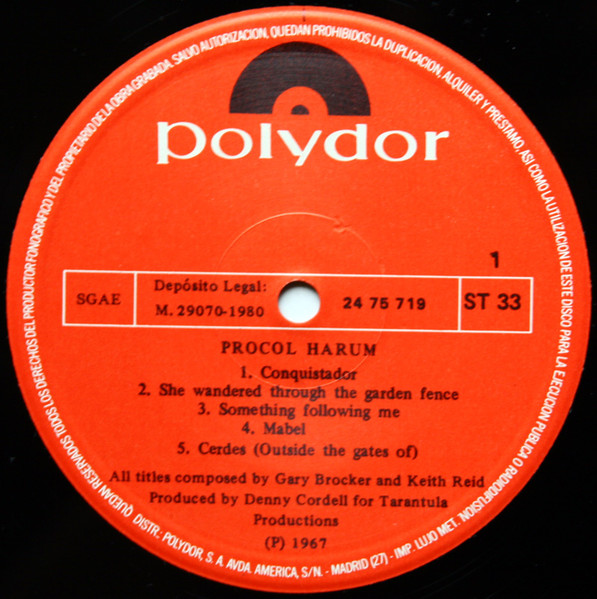 QUEDAN RESERVADOS TODOS LOS DERECHOS DEL PRODUCTOR FONOGRAFICO Y DEL PROPIETARIO DE LA OBRA GRABADA. SALVO AUTORIZACION, QUEDAN PROHIBIDOS LA DUPLICACION, ALQUILER Y PRESTAMO, ASI COMO LA UTILIZACION DE ESTE DISCO PARA LA EJECUCION PUBLICA O RADIODIFUSION.
polydor
1
SGAE
Depósito Legal:
M. 29070-1980
24 75 719
ST 33
PROCOL HARUM
1. Conquistador
2. She wandered through the garden fence
3. Something following me
4. Mabel
5. Cerdes (Outside the gates of)
All titles composed by Gary Brocker and Keith Reid
Produced by Denny Cordell for Tarantula
Productions
(P) 1967
DISTR.: POLYDOR, S. A. AVDA. AMERICA, S/N. - MADRID (27) - IMP. LUJO MET.